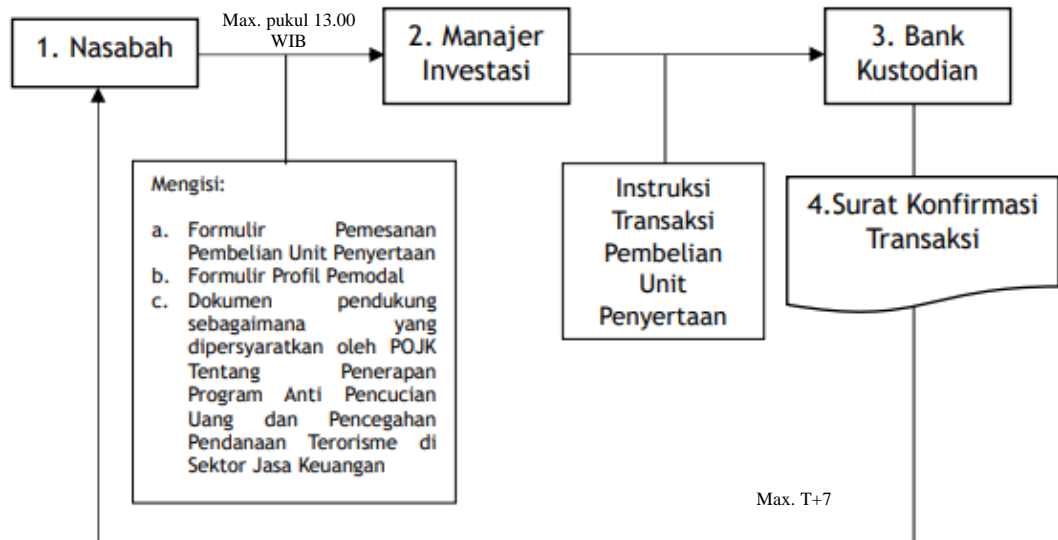 1. Nasabah
Max. pukul 13.00
WIB
2. Manajer
Investasi
3. Bank
Kustodian
Mengisi:
a. Formulir Pemesanan
Pembelian Unit Penyertaan
b. Formulir Profil Pemodal
c. Dokumen pendukung
sebagaimana yang
dipersyaratkan oleh POJK
Tentang Penerapan
Program Anti Pencucian
Uang dan Pencegahan
Pendanaan Terorisme di
Sektor Jasa Keuangan
Instruksi
Transaksi
Pembelian
Unit
Penyertaan
4.Surat Konfirmasi
Transaksi
Max. T+7